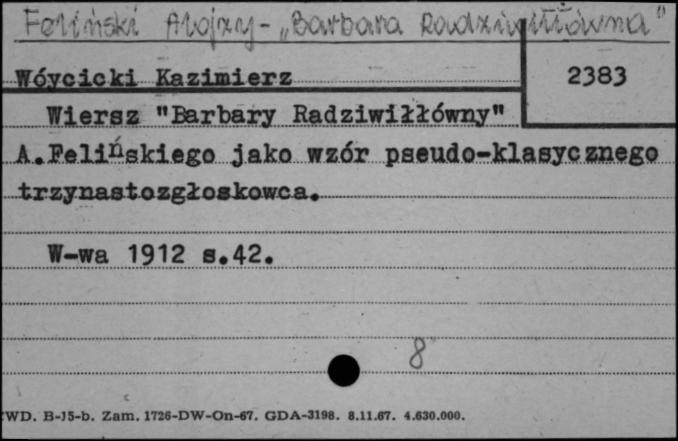 Feliński Alojzy - „Barbara Radziwiłłówna"
Wóycicki Kazimierz
2383
Wiersz "Barbary Radziwiłłówny"
A.Felińskiego jako wzór pseudo-klasycznego
trzynastozgłoskowca.
W-wa 1912 s.42.
8
WD. B-15-b. Zam. 1726-DW-On-67. GDA-3198. 8.11.67. 4.630.000.